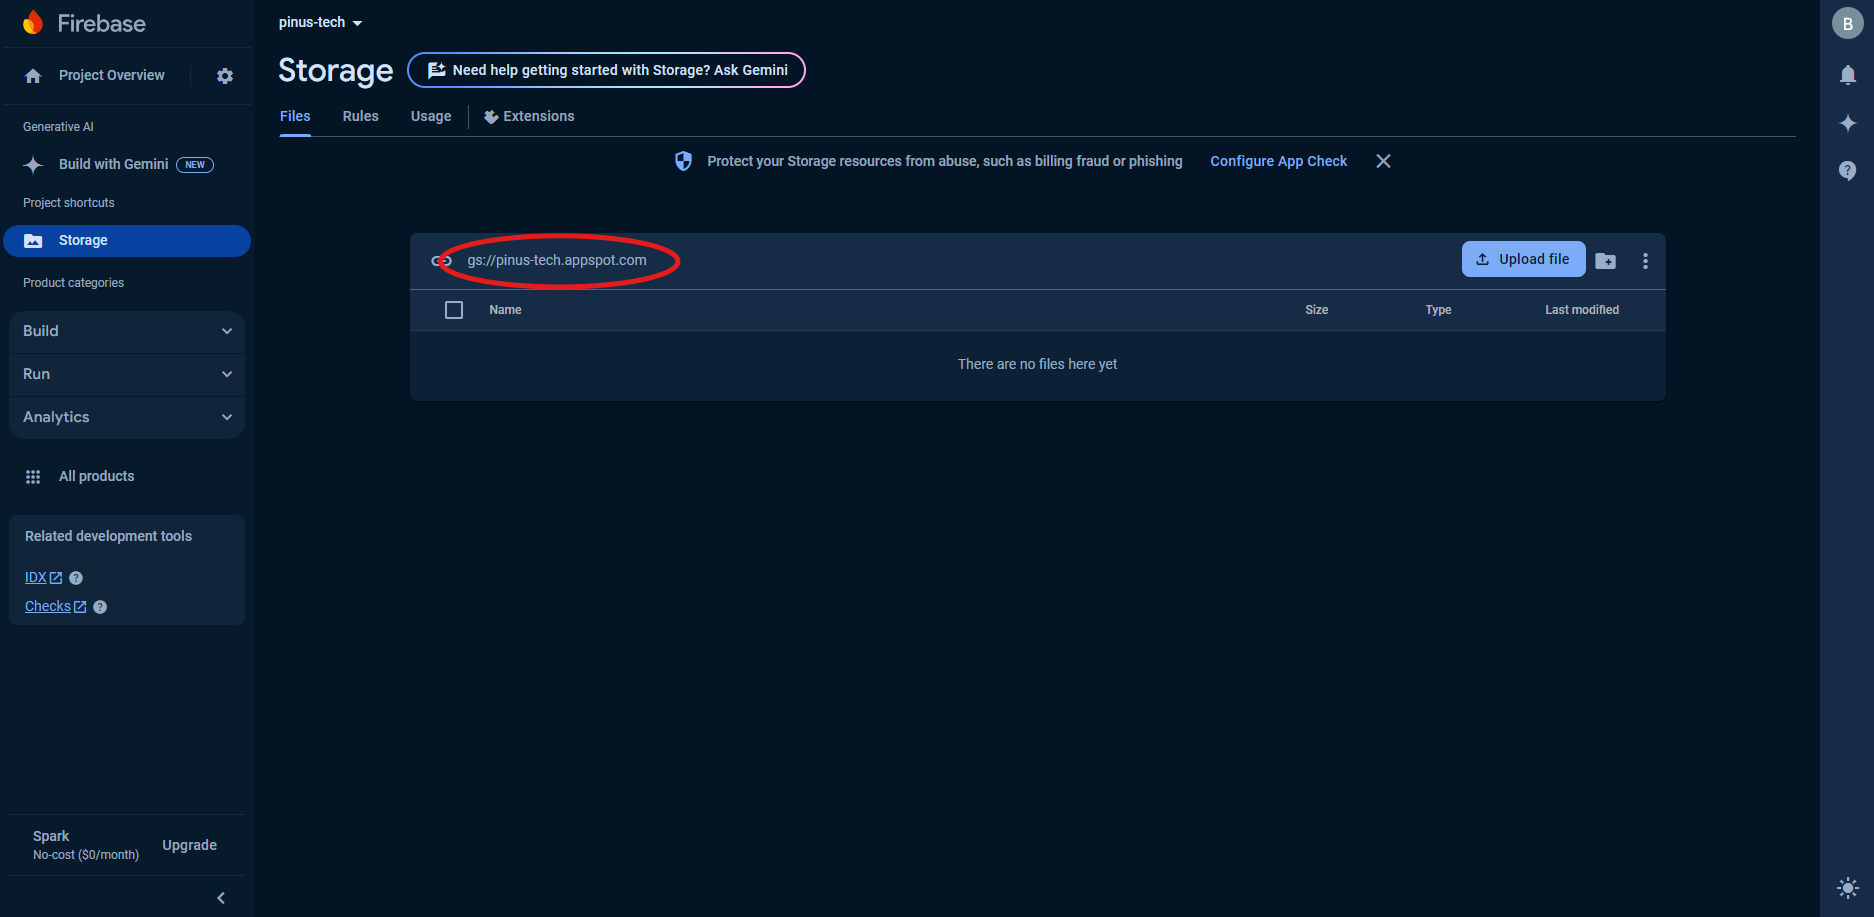 Firebase
Project Overview
Generative AI
Build with Gemini NEW
Project shortcuts
Storage
Product categories
Build
Run
Analytics
All products
Related development tools
IDX
Checks
Spark
No-cost ($0/month)
Upgrade
pinus-tech
Storage
Need help getting started with Storage? Ask Gemini
Files Rules Usage Extensions
Protect your Storage resources from abuse, such as billing fraud or phishing Configure App Check
gs://pinus-tech.appspot.com
Upload file
Name Size Type Last modified
There are no files here yet
B